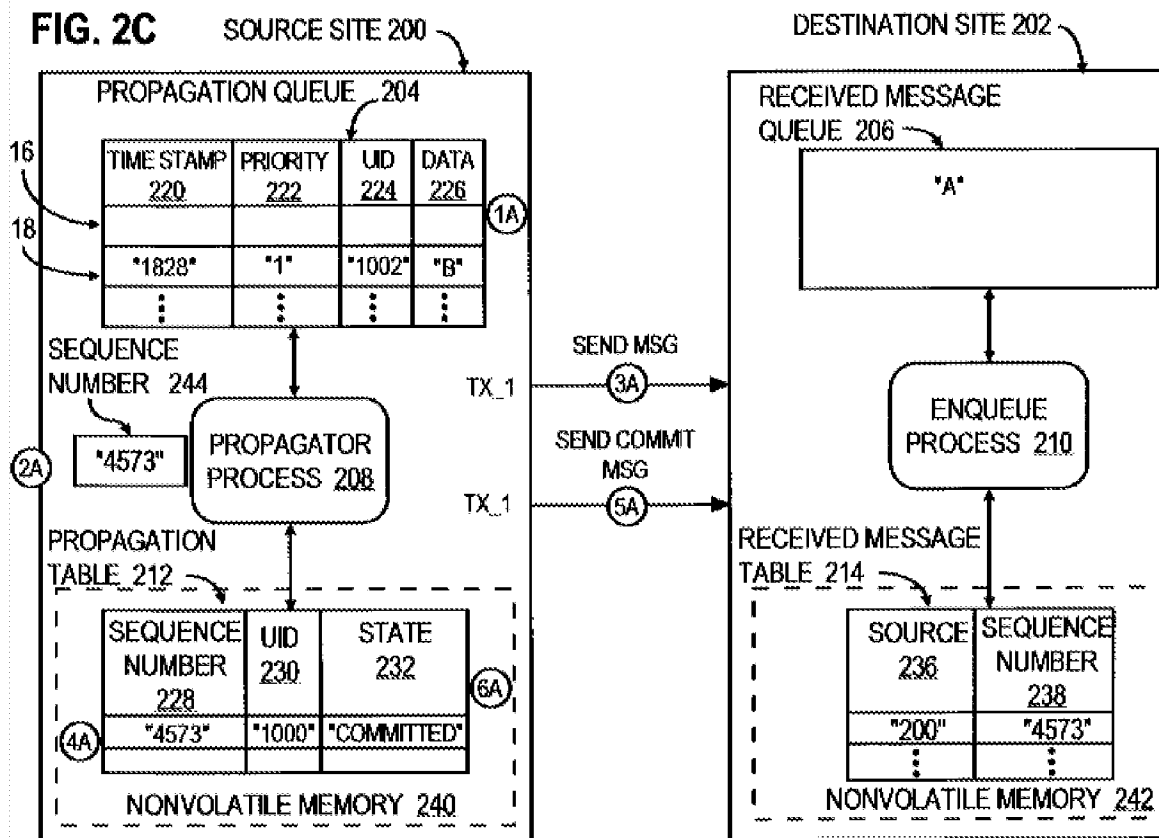 FIG. 2C
SOURCE SITE 200
DESTINATION SITE 202
PROPAGATION QUEUE 204
TIME STAMP 220
PRIORITY 222
UID 224
DATA 226
16
18
1A
"1828" "1" "1002" "B"
SEQUENCE
NUMBER 244
2A
"4573"
PROPAGATOR
PROCESS 208
PROPAGATION
TABLE 212
SEQUENCE
NUMBER
228
UID
230
STATE
232
6A
4A
"4573" "1000" "COMMITTED"
NONVOLATILE MEMORY 240
SEND MSG
TX_1
3A
SEND COMMIT
MSG
TX_1
5A
RECEIVED MESSAGE
QUEUE 206
"A"
ENQUEUE
PROCESS 210
RECEIVED MESSAGE
TABLE 214
SOURCE
236
SEQUENCE
NUMBER
238
"200" "4573"
NONVOLATILE MEMORY 242